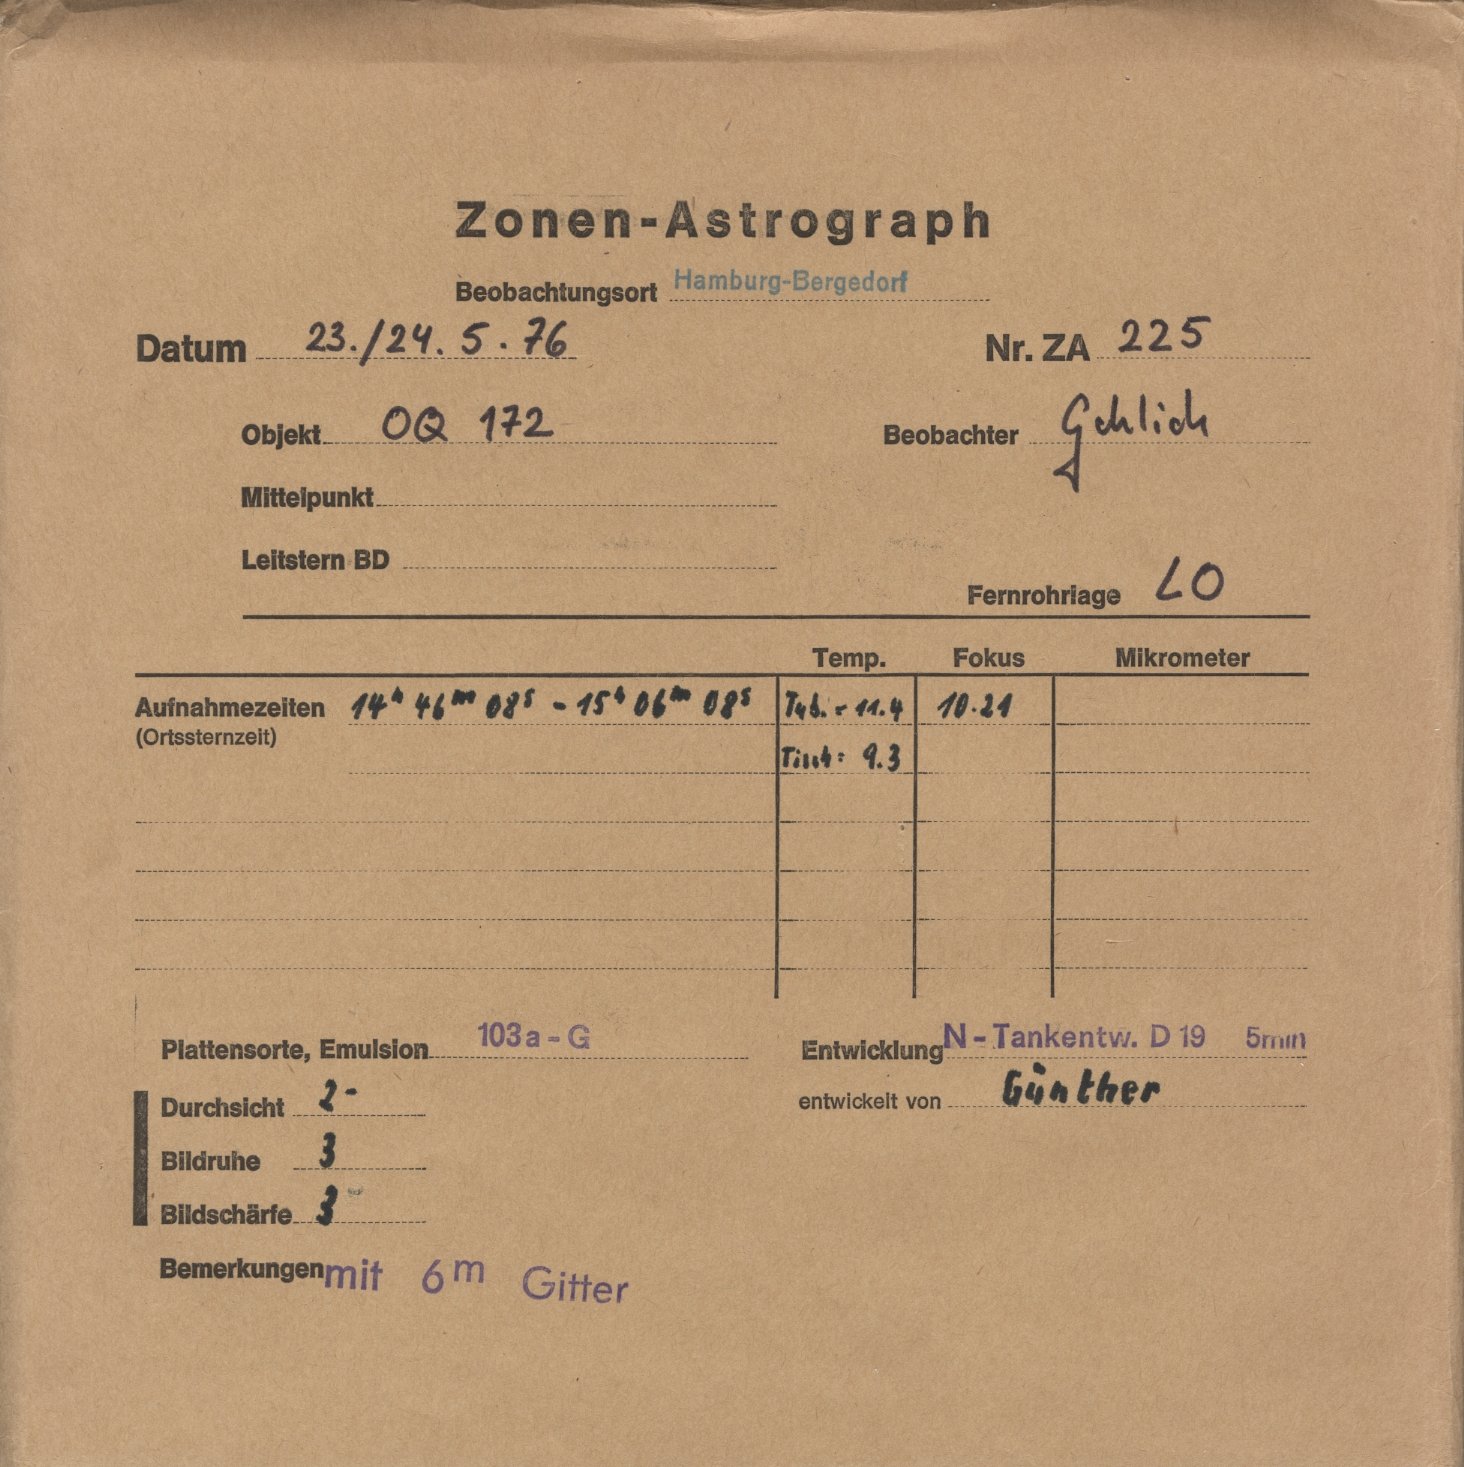 Zonen-Astrograph
Beobachtungsort Hamburg-Bergedorf
Datum 23./24. 5. 76 Nr. ZA 225
Objekt OQ 172 Beobachter Gehlich
Mittelpunkt
Leitstern BD
Fernrohrlage LO
Temp. Fokus Mikrometer
Aufnahmezeiten 14h 46m 08s - 15h 06m 08s Tub. = 11.4 10.21
(Ortssternzeit)
Tisch: 9.3
Plattensorte, Emulsion 103a-G Entwicklung N-Tankentw. D 19 5min
Durchsicht 2- entwickelt von Günther
Bildruhe 3
Bildschärfe 3
Bemerkungen mit 6m Gitter